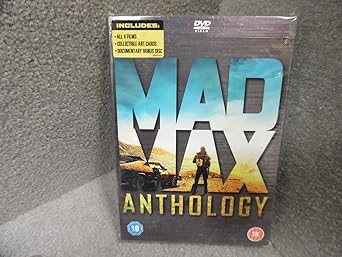 INCLUDES:
• ALL 4 FILMS
• COLLECTIBLE ART CARDS
• DOCUMENTARY BONUS DISC
DVD
VIDEO
MAD
MAX
ANTHOLOGY
18
18